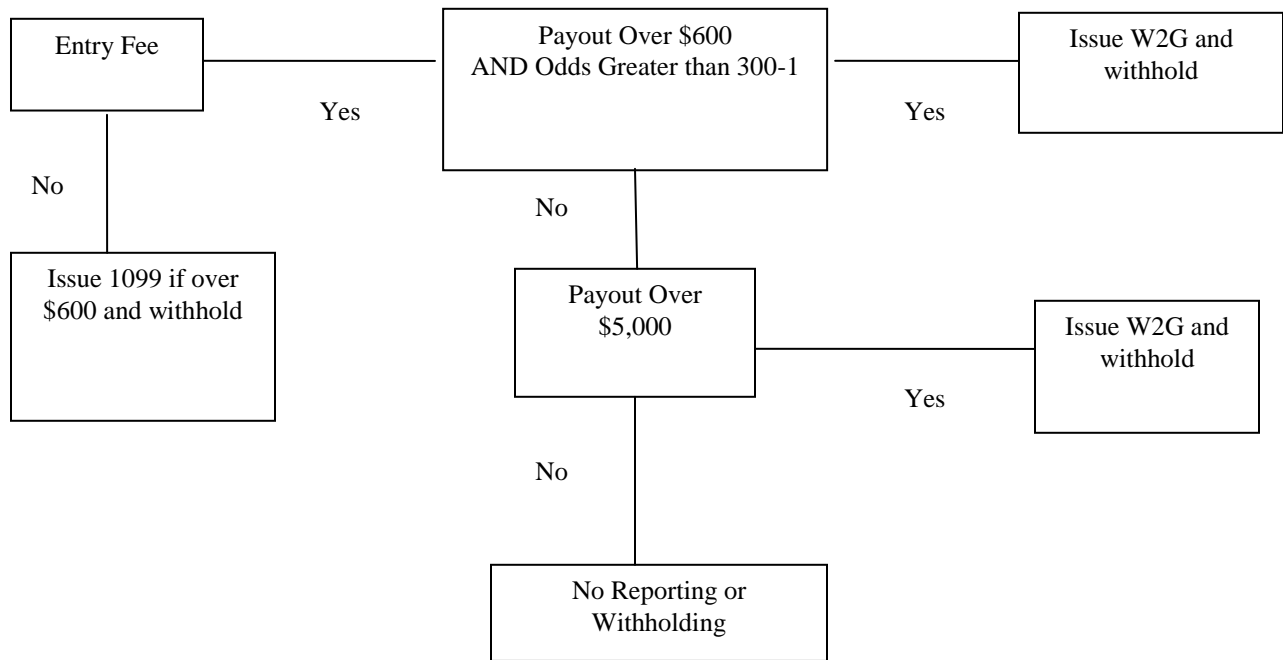 Entry Fee
Payout Over $600
AND Odds Greater than 300-1
Issue W2G and
withhold
Yes
Yes
No
No
Issue 1099 if over
$600 and withhold
Payout Over
$5,000
Issue W2G and
withhold
Yes
No
No Reporting or
Withholding